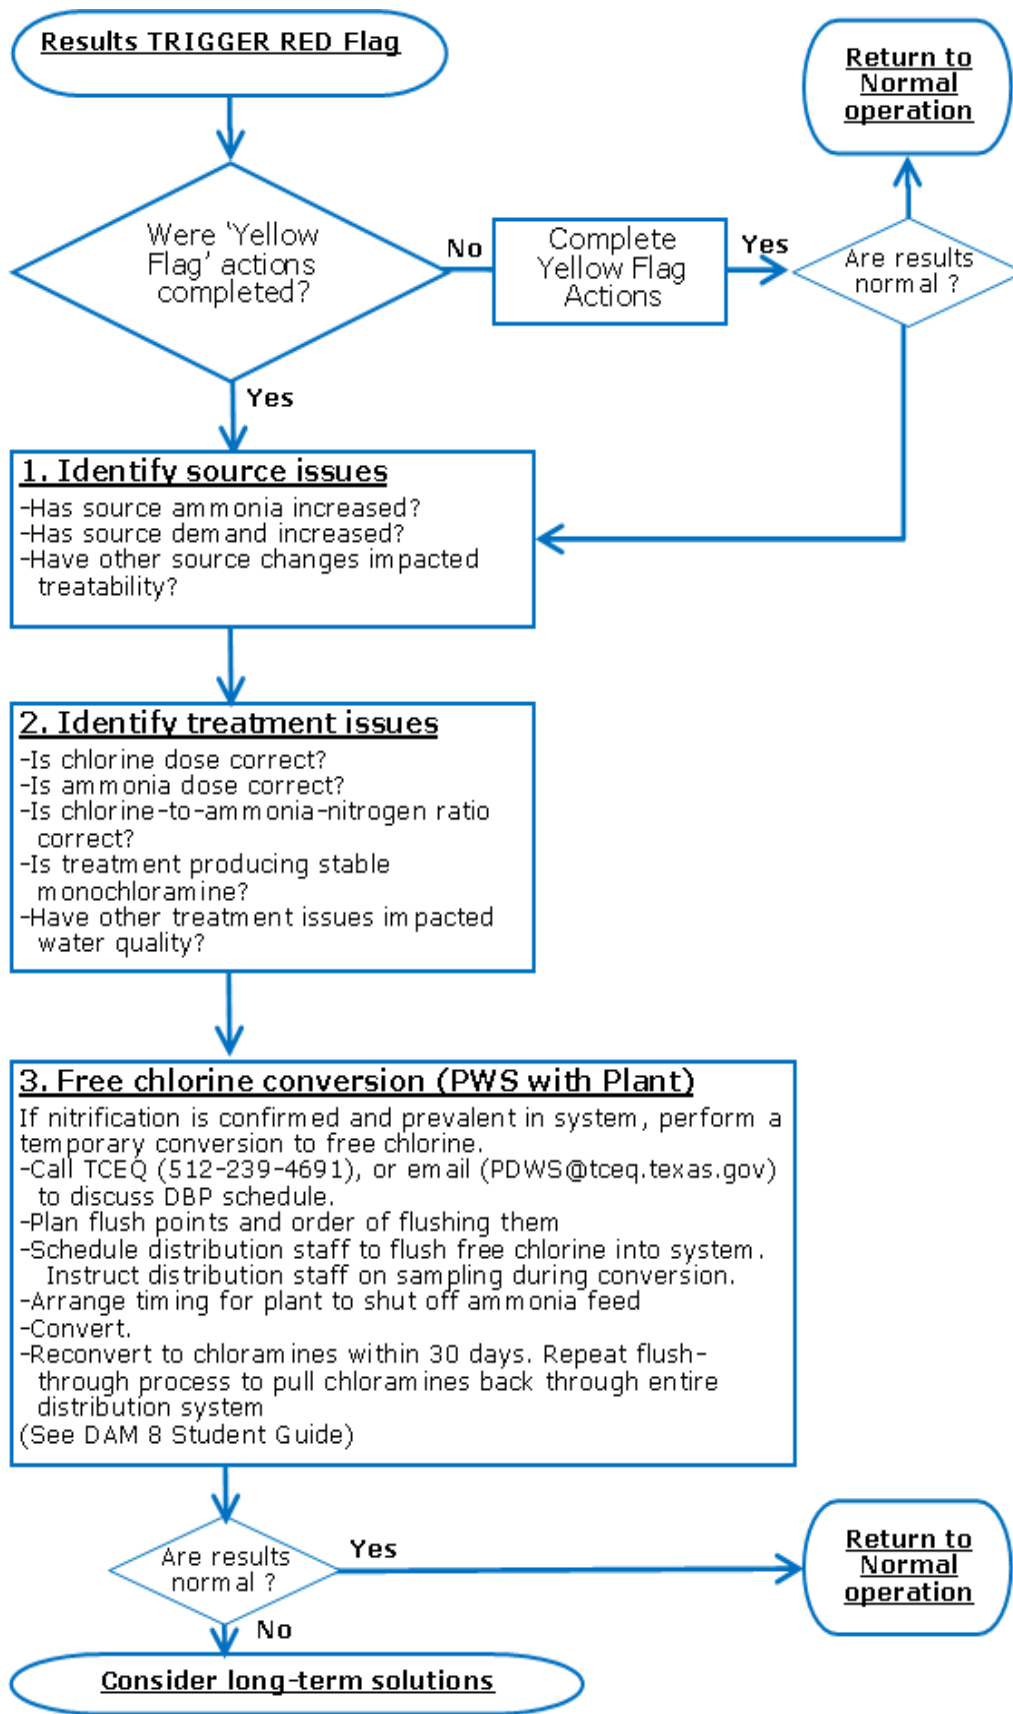 Results TRIGGER RED Flag
Return to
Normal
operation
Were ‘Yellow
Flag’ actions
completed?
No
Complete
Yellow Flag
Actions
Yes
Are results
normal ?
Yes
1. Identify source issues
-Has source ammonia increased?
-Has source demand increased?
-Have other source changes impacted
treatability?
2. Identify treatment issues
-Is chlorine dose correct?
-Is ammonia dose correct?
-Is chlorine-to-ammonia-nitrogen ratio
correct?
-Is treatment producing stable
monochloramine?
-Have other treatment issues impacted
water quality?
3. Free chlorine conversion (PWS with Plant)
If nitrification is confirmed and prevalent in system, perform a
temporary conversion to free chlorine.
-Call TCEQ (512-239-4691), or email (PDWS@tceq.texas.gov)
to discuss DBP schedule.
-Plan flush points and order of flushing them
-Schedule distribution staff to flush free chlorine into system.
Instruct distribution staff on sampling during conversion.
-Arrange timing for plant to shut off ammonia feed
-Convert.
-Reconvert to chloramines within 30 days. Repeat flush-
through process to pull chloramines back through entire
distribution system
(See DAM 8 Student Guide)
Are results
normal ?
Yes
Return to
Normal
operation
No
Consider long-term solutions